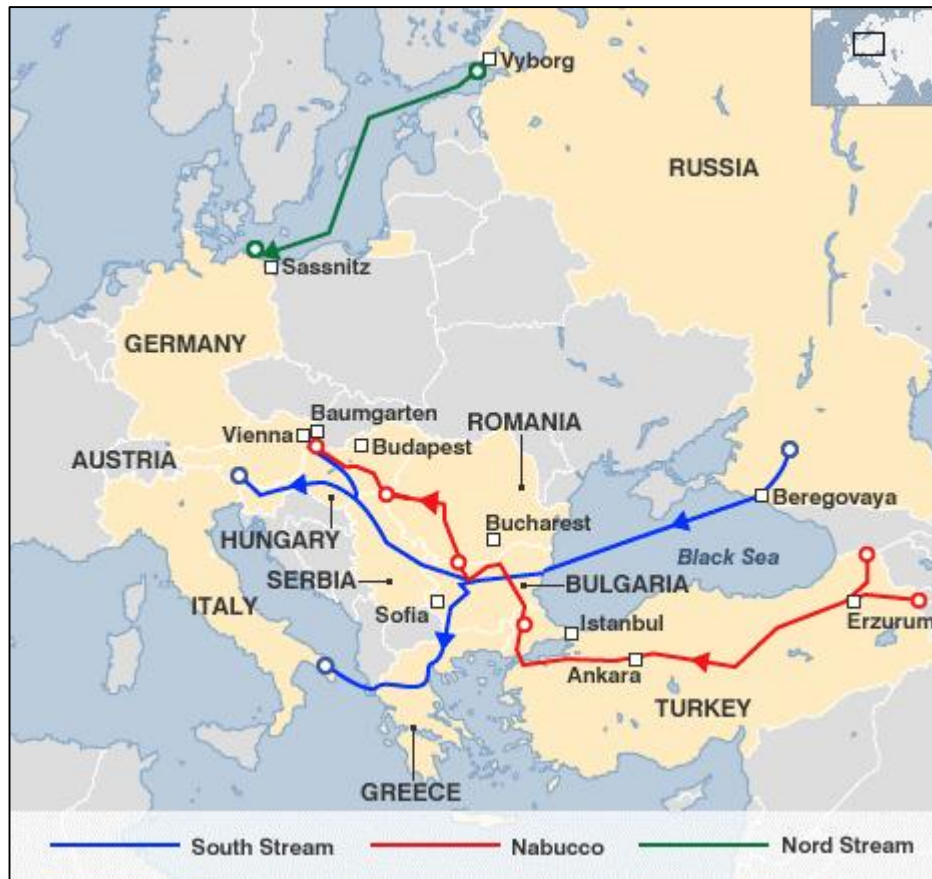 Vyborg
RUSSIA
Sassnitz
GERMANY
Baumgarten
ROMANIA
Vienna
Budapest
AUSTRIA
Beregovaya
Bucharest
HUNGARY
Black Sea
SERBIA
BULGARIA
ITALY
Sofia
Istanbul
Erzurum
Ankara
TURKEY
GREECE
South Stream
Nabucco
Nord Stream